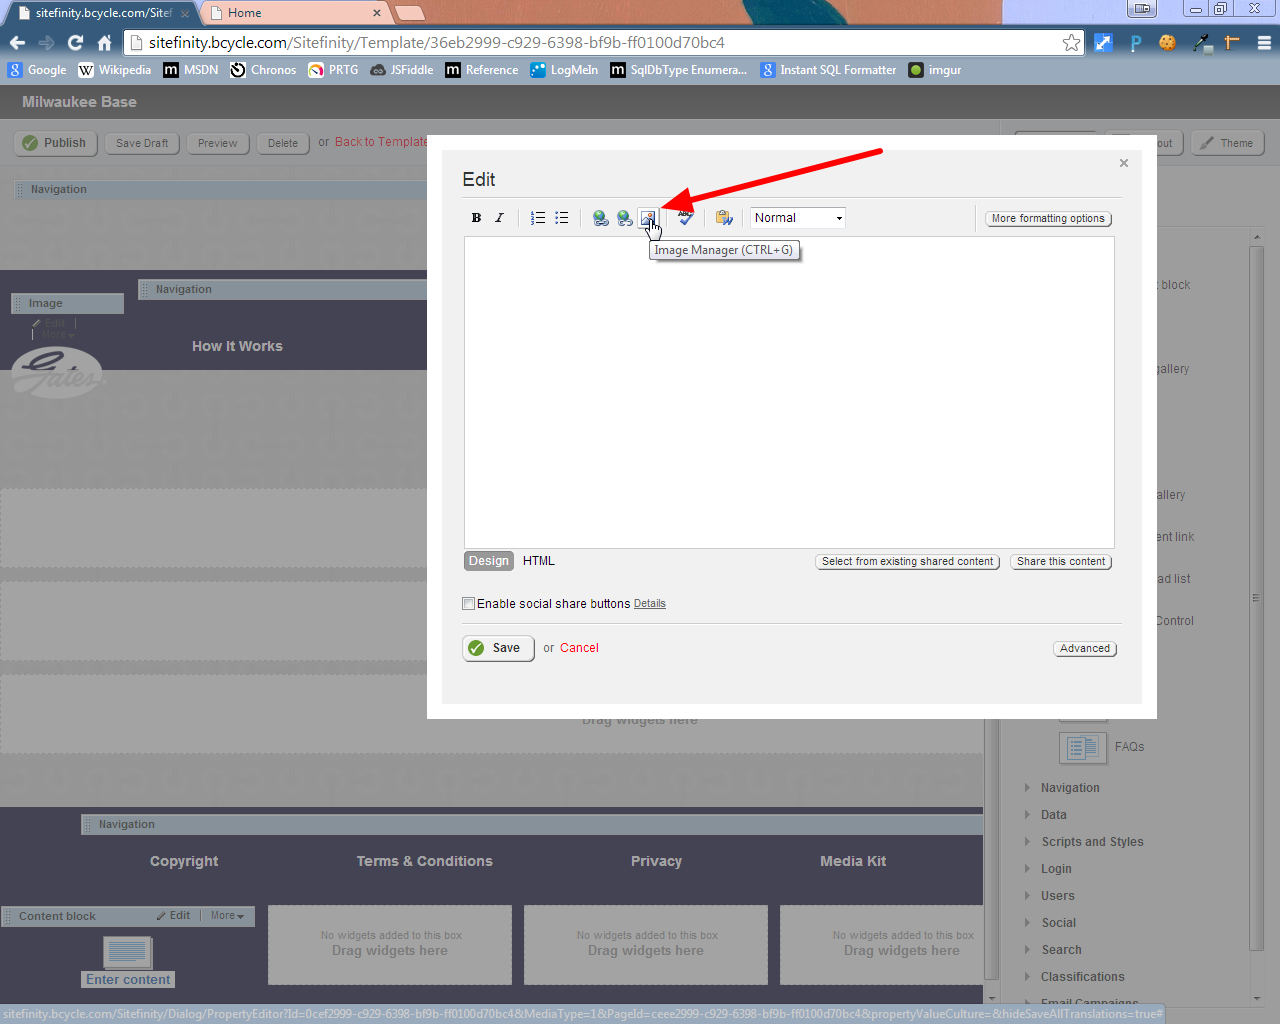 sitefinity.bcycle.com/Sitef
Home
sitefinity.bcycle.com/Sitefinity/Template/36eb2999-c929-6398-bf9b-ff0100d70bc4
Google
Wikipedia
MSDN
Chronos
PRTG
JSFiddle
Reference
LogMeIn
SqlDbType Enumera...
Instant SQL Formatter
imgur
Milwaukee Base
Publish
Save Draft
Preview
Delete
or Back to Template
out
Theme
Edit
Navigation
B I
ABC
Normal
More formatting options
Image Manager (CTRL+G)
Navigation
Image
Edit
More
How It Works
Gates
block
gallery
Design
HTML
Select from existing shared content
Share this content
Enable social share buttons Details
Save or Cancel
Advanced
Control
Drag widgets here
FAQs
Navigation
Data
Scripts and Styles
Login
Users
Social
Search
Classifications
Email Campaigns
Navigation
Copyright
Terms & Conditions
Privacy
Media Kit
Content block
Edit
More
Enter content
No widgets added to this box
Drag widgets here
No widgets added to this box
Drag widgets here
No widgets added to this box
Drag widgets here
sitefinity.bcycle.com/Sitefinity/Dialog/PropertyEditor?Id=0cef2999-c929-6398-bf9b-ff0100d70bc4&MediaType=1&PageId=ceee2999-c929-6398-bf9b-ff0100d70bc4&propertyValueCulture=&hideSaveAllTranslations=true#